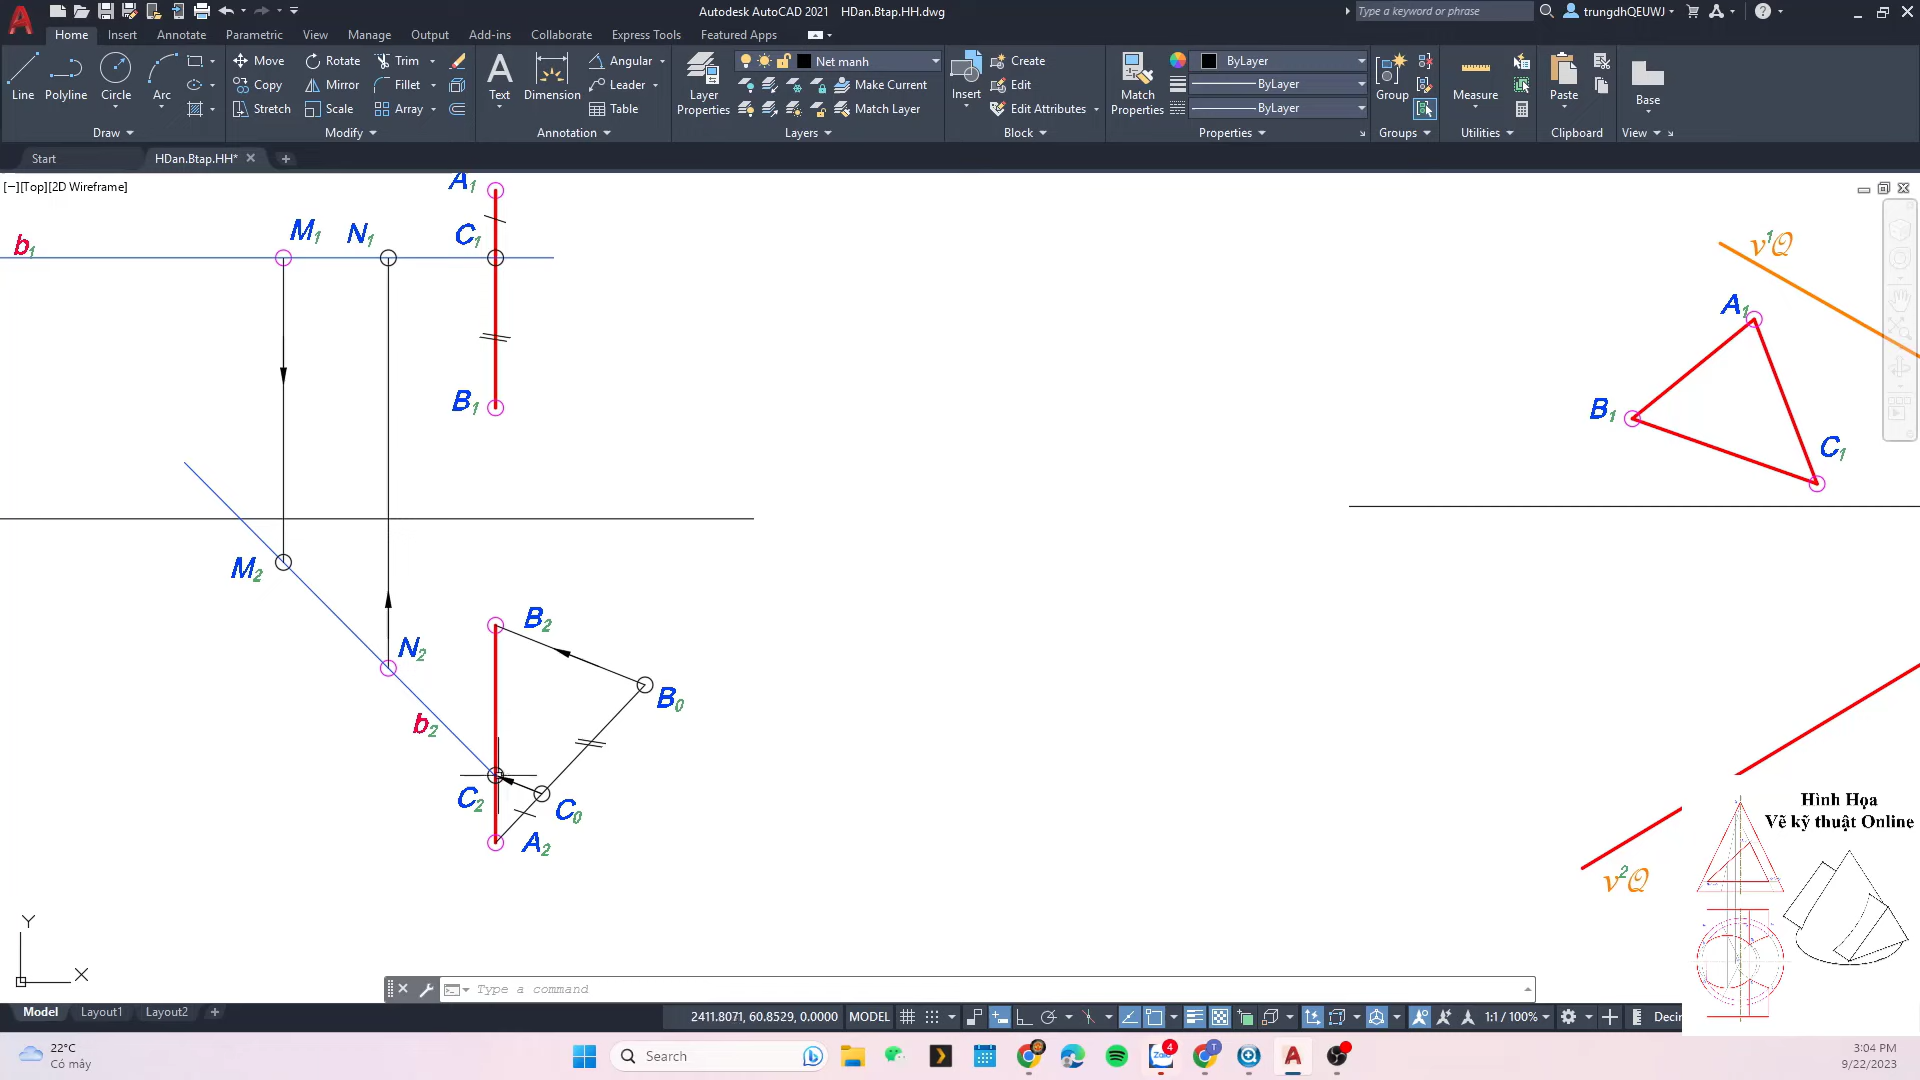 Autodesk AutoCAD 2021 HDan.Btap.HH.dwg
Type a keyword or phrase
trungdhQEUWJ
Home Insert Annotate Parametric View Manage Output Add-ins Collaborate Express Tools Featured Apps
Line Polyline Circle Arc
Move Rotate Trim
Copy Mirror Fillet
Stretch Scale Array
Text Dimension
Angular
Leader
Table
Layer Properties
Net manh
Make Current
Match Layer
Insert
Create
Edit
Edit Attributes
Match Properties
ByLayer
ByLayer
ByLayer
Group
Measure
Paste
Base
Draw Modify Annotation Layers Block Properties Groups Utilities Clipboard View
Start HDan.Btap.HH*
[−][Top][2D Wireframe]
A1
b1 M1 N1 C1
B1
M2
N2
b2
B2
B0
C2
C0
A2
v1Q
A1
B1
C1
v2Q
Hình Họa
Vẽ kỹ thuật Online
Y
X
Type a command
Model Layout1 Layout2
2411.8071, 60.8529, 0.0000 MODEL
1:1 / 100%
Decir
22°C
Có mây
Search
Zalo
4
T
3:04 PM
9/22/2023